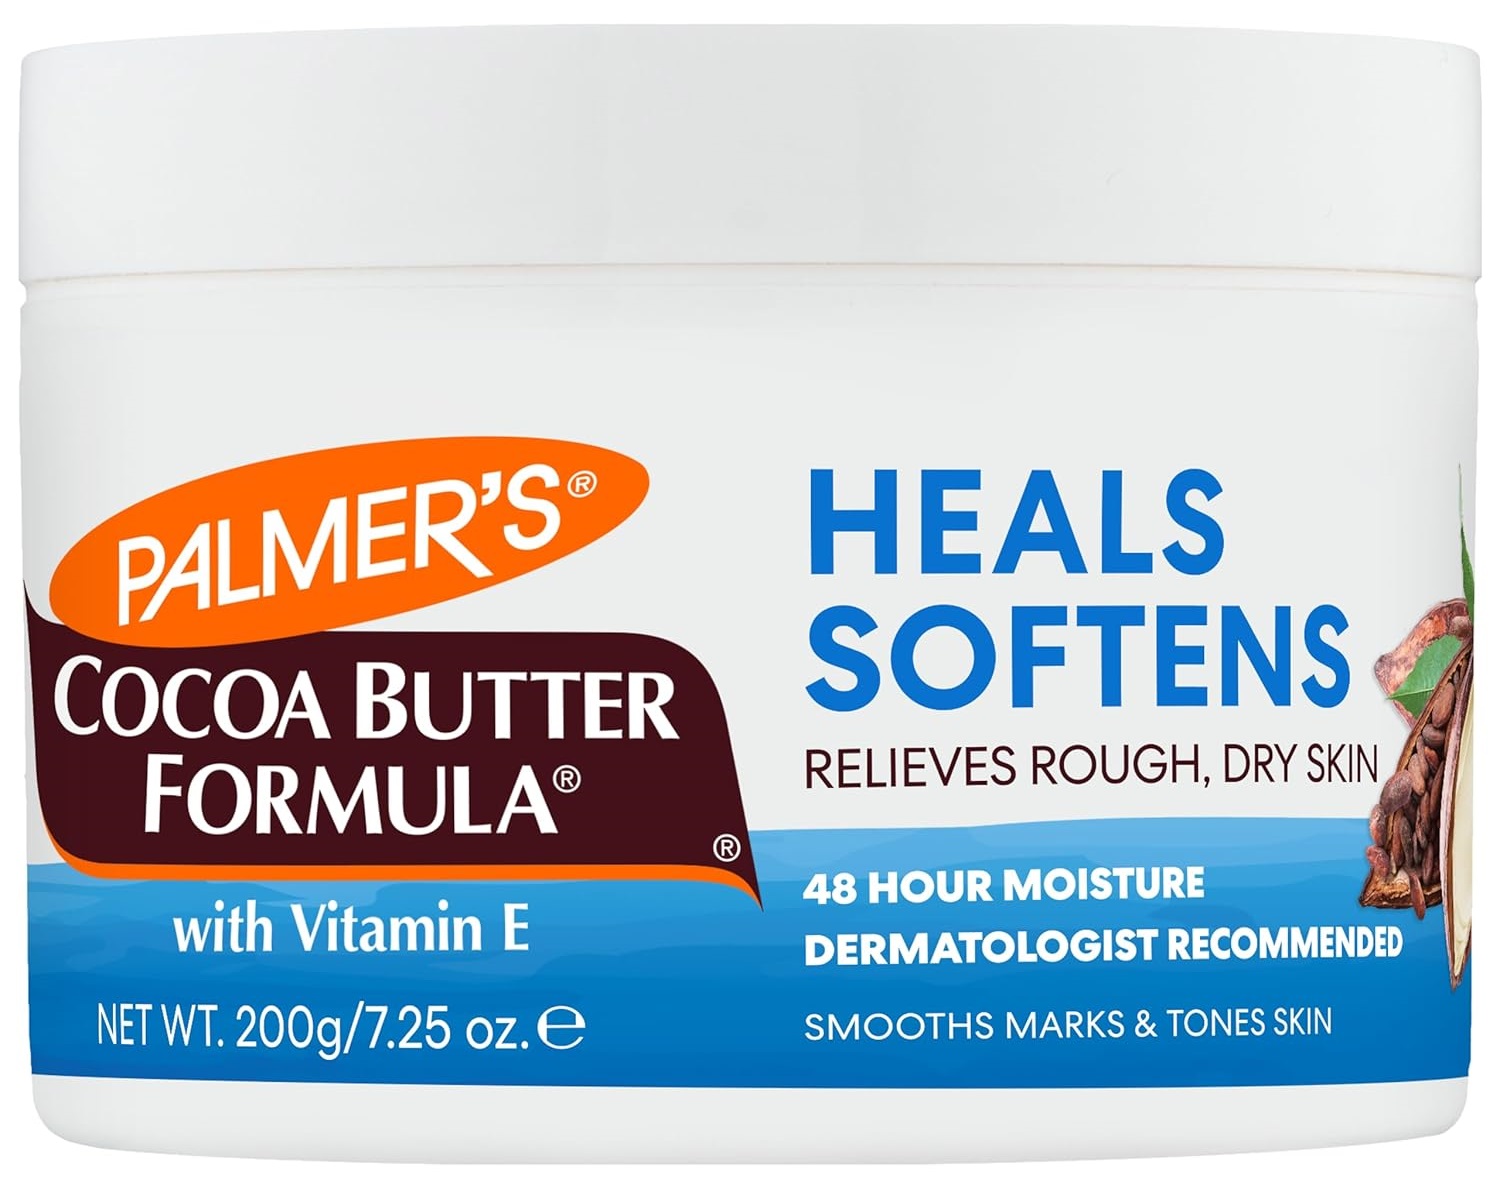 PALMER'S®
COCOA BUTTER
FORMULA®
®
with Vitamin E
NET WT. 200g/7.25 oz. ℮
HEALS
SOFTENS
RELIEVES ROUGH, DRY SKIN
48 HOUR MOISTURE
DERMATOLOGIST RECOMMENDED
SMOOTHS MARKS & TONES SKIN